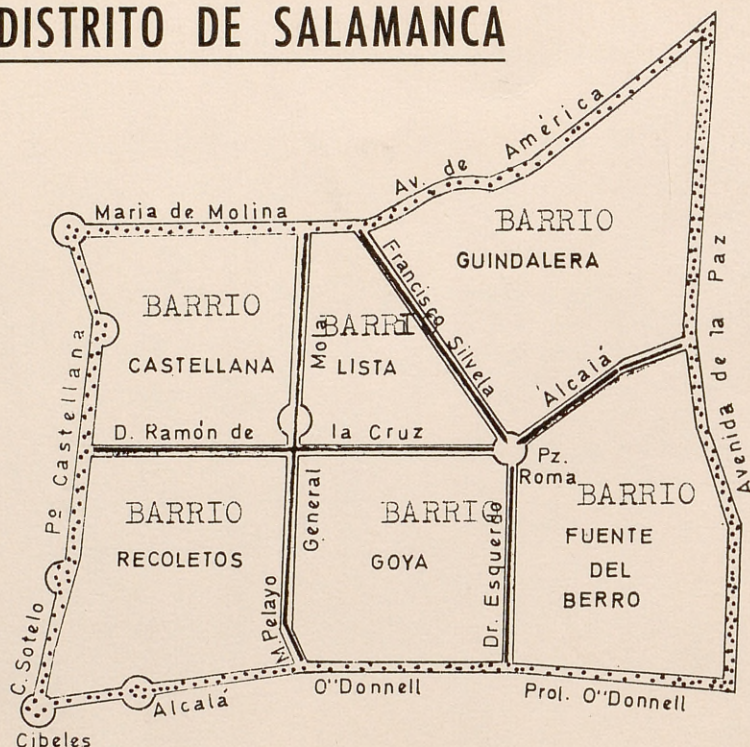 DISTRITO DE SALAMANCA
Av. de América
Maria de Molina
BARRIO
GUINDALERA
Francisco Silvela
Avenida de la Paz
BARRIO
CASTELLANA
BARRI
LISTA
General Mola
Alcalá
Pº Castellana
D. Ramón de la Cruz
Pz.
Roma
BARRIO
RECOLETOS
BARRIO
GOYA
BARRIO
FUENTE
DEL
BERRO
Dr. Esquerdo
M. Pelayo
C. Sotelo
Alcalá
O''Donnell
Prol. O''Donnell
Cibeles